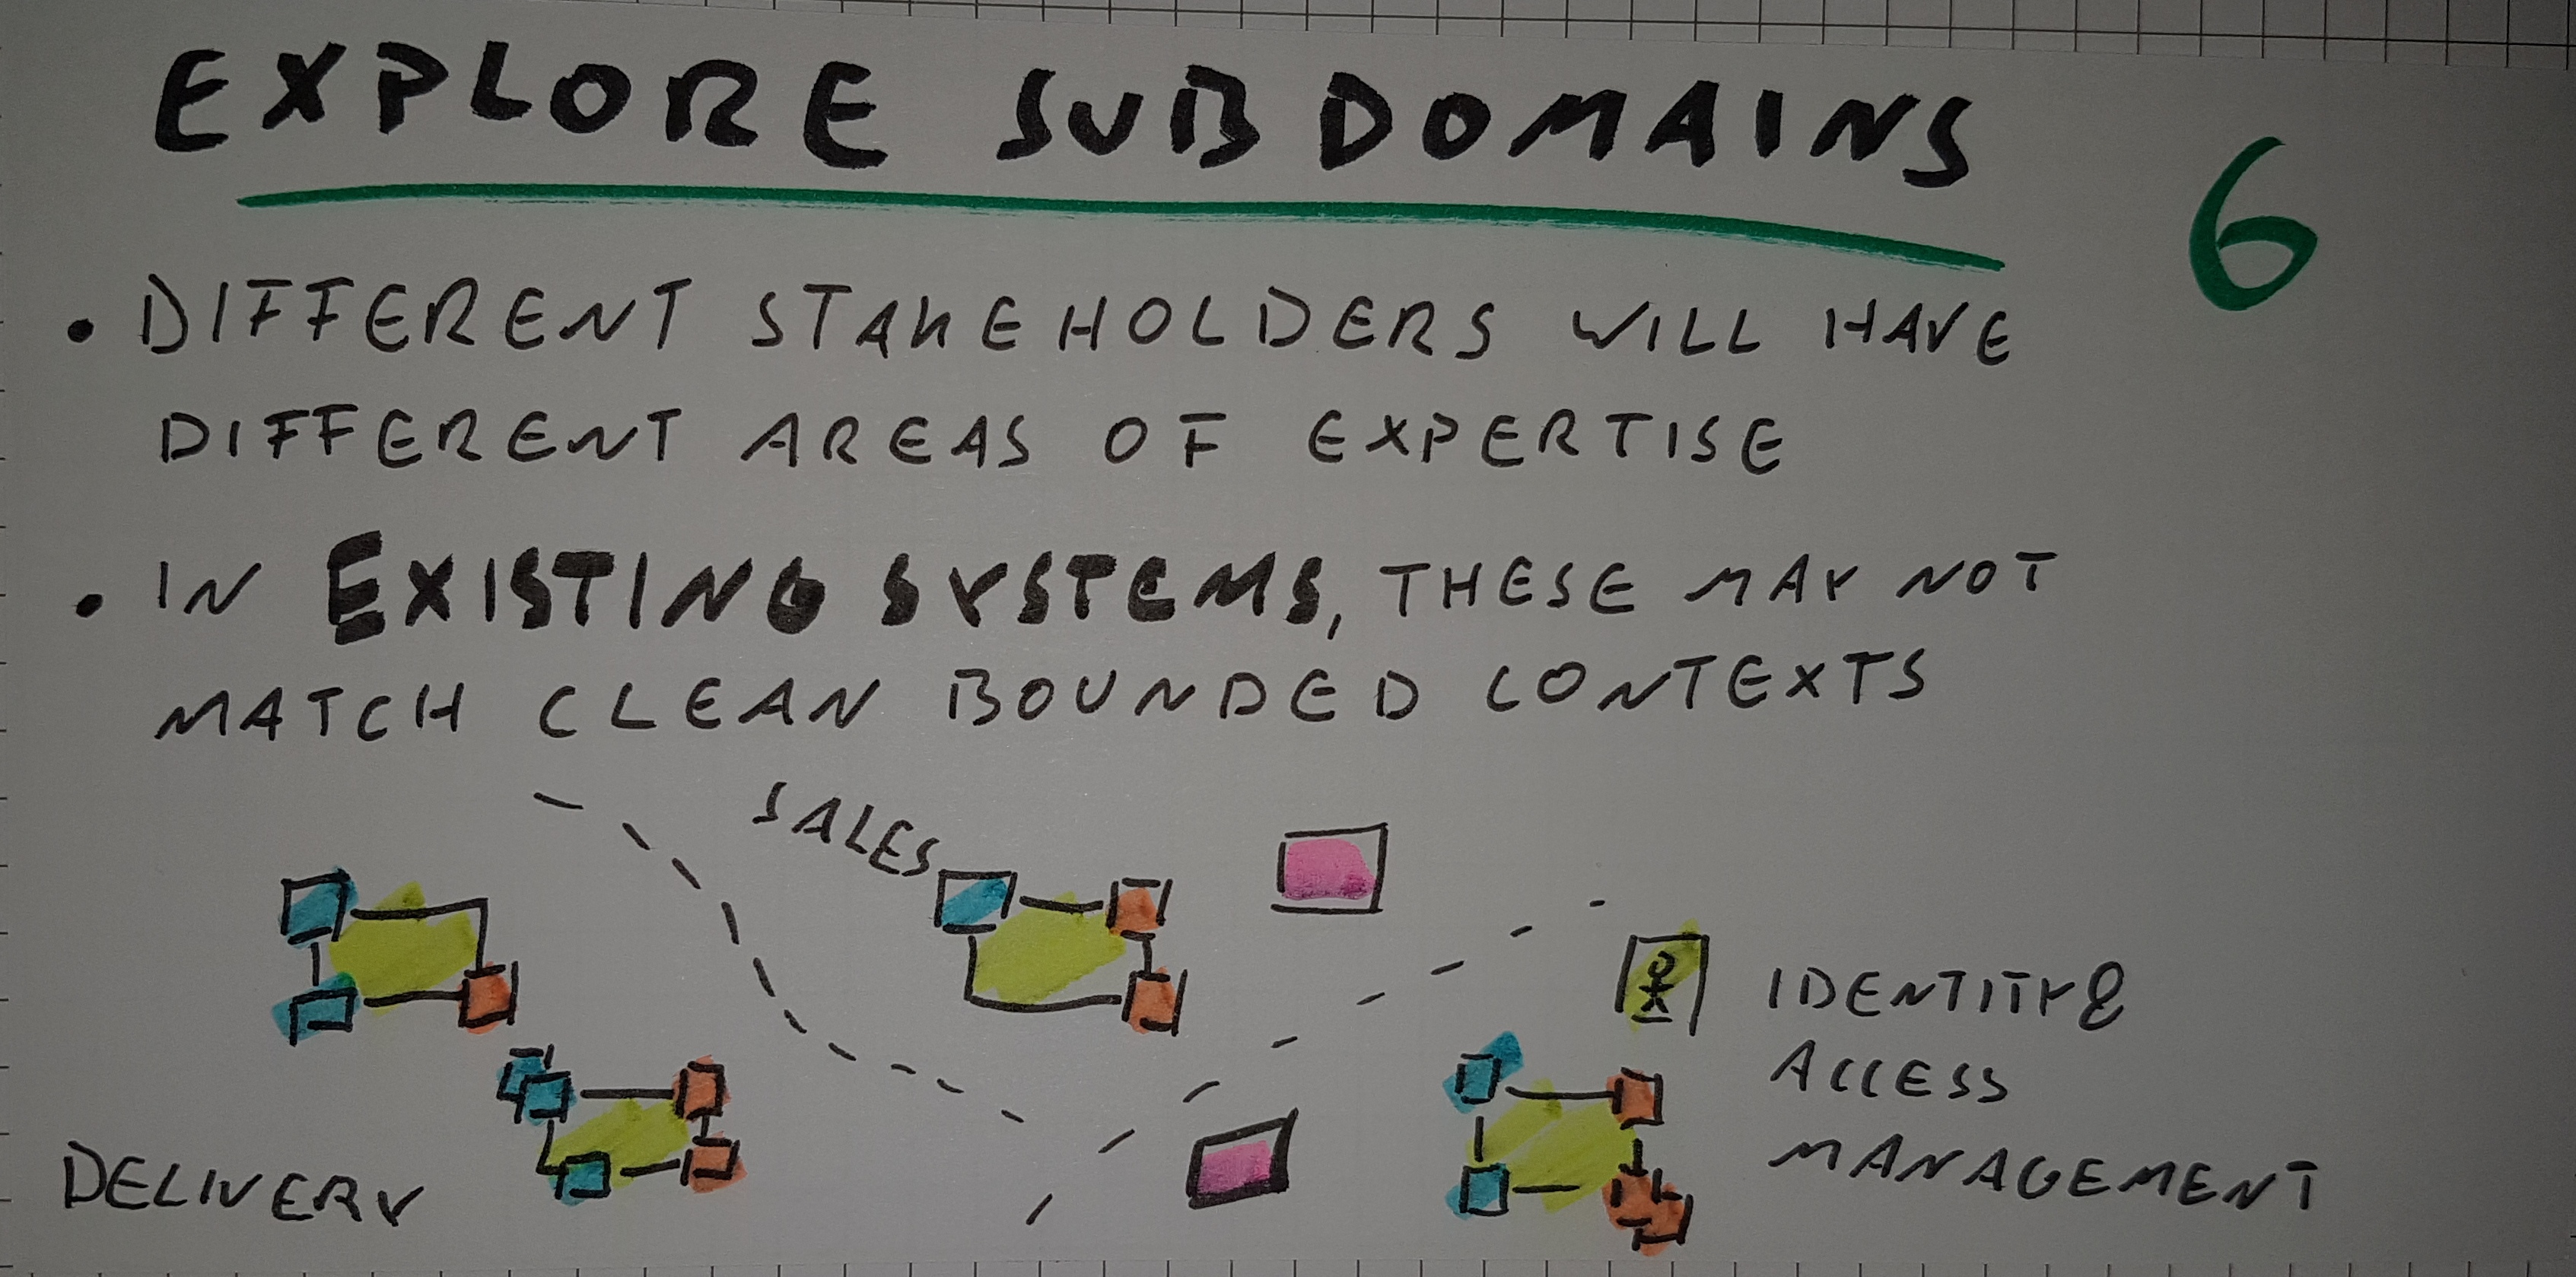 EXPLORE SUBDOMAINS
6
• DIFFERENT STAKEHOLDERS WILL HAVE
DIFFERENT AREAS OF EXPERTISE
• IN EXISTING SYSTEMS, THESE MAY NOT
MATCH CLEAN BOUNDED CONTEXTS
SALES
IDENTITY &
ACCESS
MANAGEMENT
DELIVERY